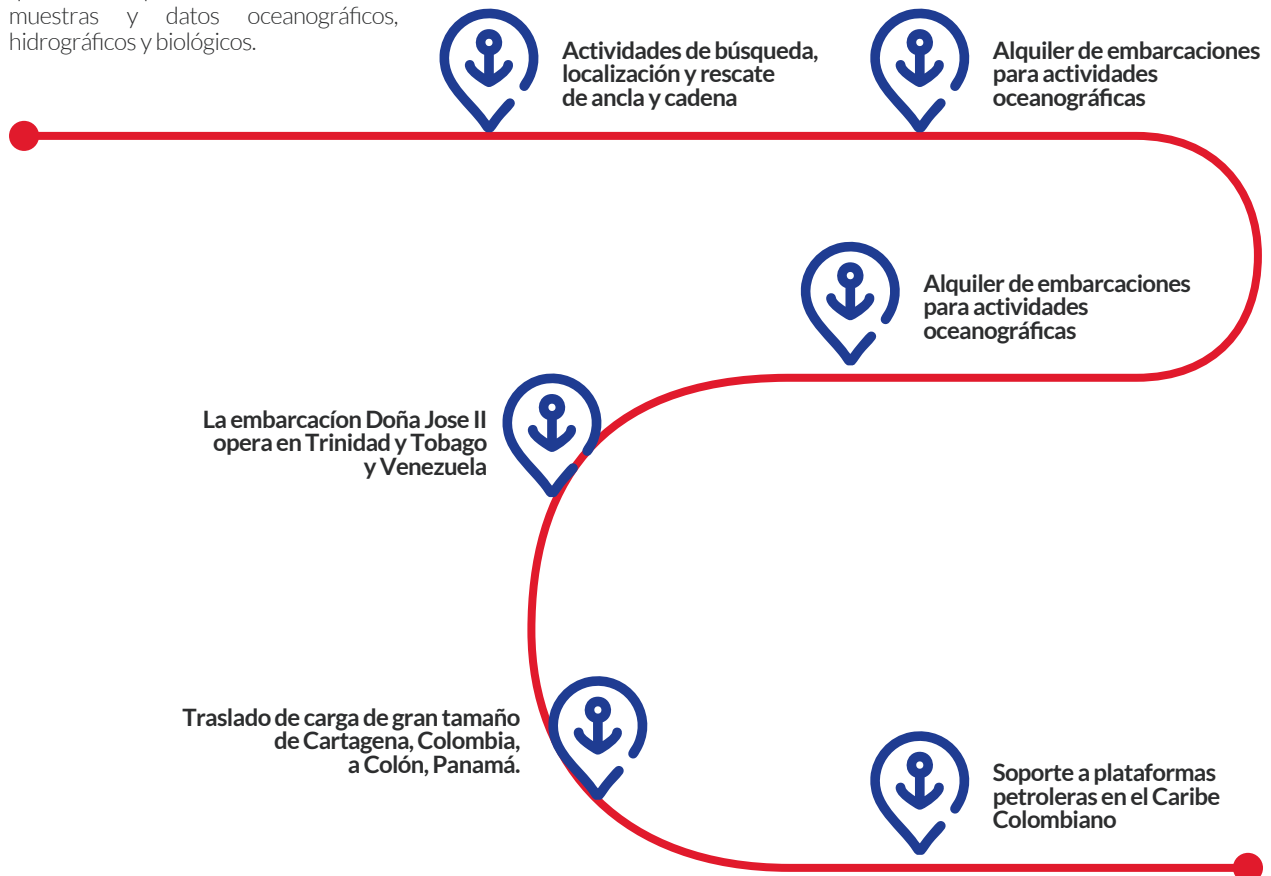 muestras y datos oceanográficos,
hidrográficos y biológicos.
Actividades de búsqueda,
localización y rescate
de ancla y cadena
Alquiler de embarcaciones
para actividades
oceanográficas
Alquiler de embarcaciones
para actividades
oceanográficas
La embarcacíon Doña Jose II
opera en Trinidad y Tobago
y Venezuela
Traslado de carga de gran tamaño
de Cartagena, Colombia,
a Colón, Panamá.
Soporte a plataformas
petroleras en el Caribe
Colombiano